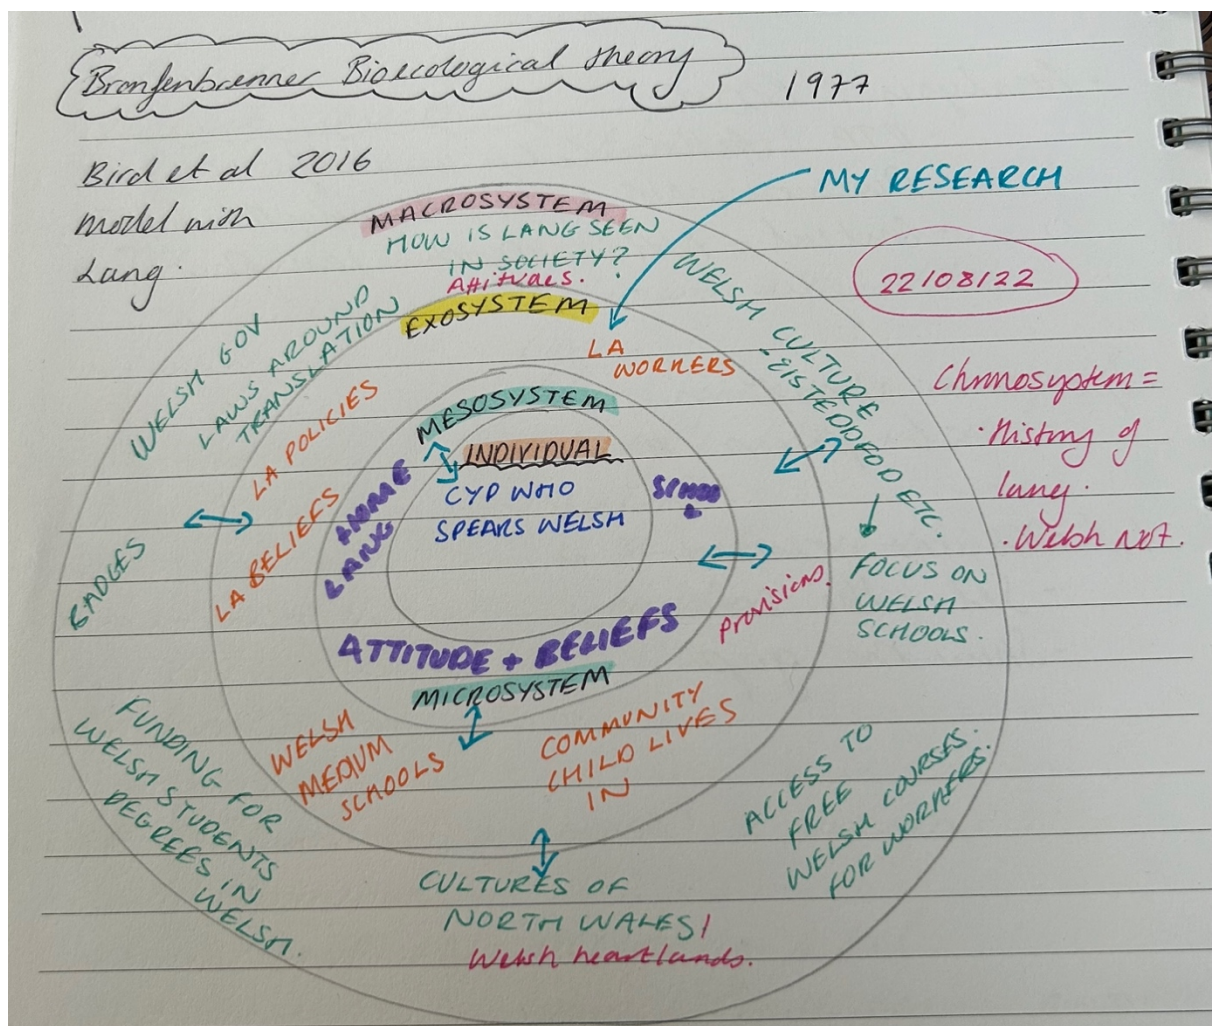 Bronfenbrenner Bioecological theory
1977
Bird et al 2016
model with
Lang.
MY RESEARCH
22/08/22
MACROSYSTEM
HOW IS LANG SEEN
IN SOCIETY?
Attitudes.
EXOSYSTEM
LA
WORKERS
WELSH GOV
LAWS AROUND
TRANSLATION
LA POLICIES
LA BELIEFS
BADGES
WELSH CULTURE
- EISTEDDFOD ETC.
FOCUS ON
WELSH
SCHOOLS.
Chronosystem =
· History of
lang.
· Welsh Not.
MESOSYSTEM
INDIVIDUAL
CYP WHO
SPEAKS WELSH
HOME
LANG
SCHOOL
ATTITUDE + BELIEFS
MICROSYSTEM
provisions.
WELSH
MEDIUM
SCHOOLS
COMMUNITY
CHILD LIVES
IN
FUNDING FOR
WELSH STUDENTS
DEGREES IN
WELSH.
ACCESS TO
FREE
WELSH COURSES.
FOR WORKERS.
CULTURES OF
NORTH WALES/
Welsh heartlands.